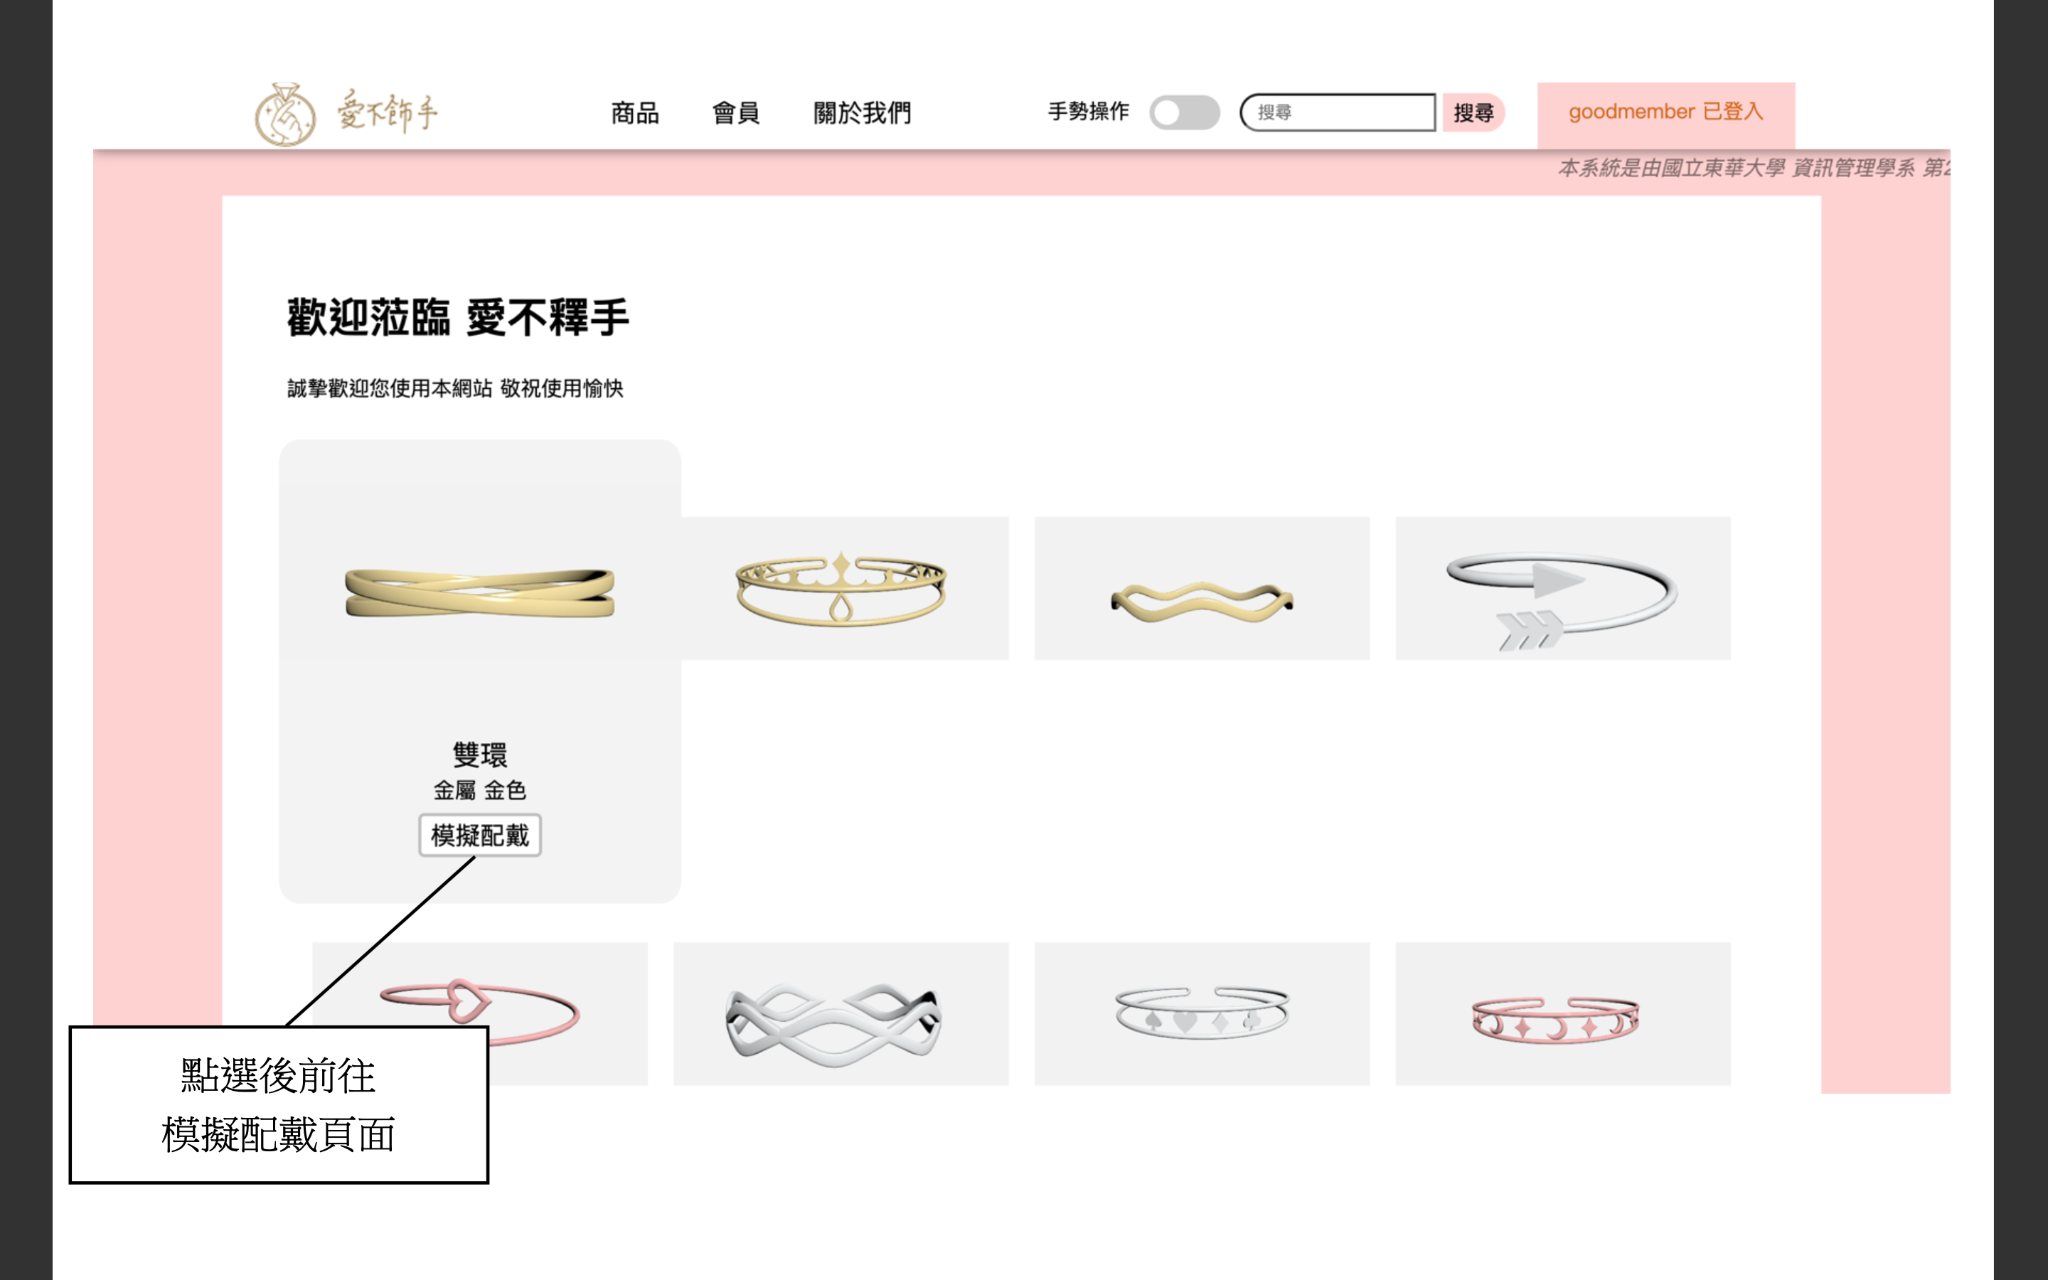 愛不飾手
商品 會員 關於我們 手勢操作 搜尋 搜尋 goodmember 已登入
本系統是由國立東華大學 資訊管理學系 第2
歡迎蒞臨 愛不釋手
誠摯歡迎您使用本網站 敬祝使用愉快
雙環
金屬 金色
模擬配戴
點選後前往
模擬配戴頁面